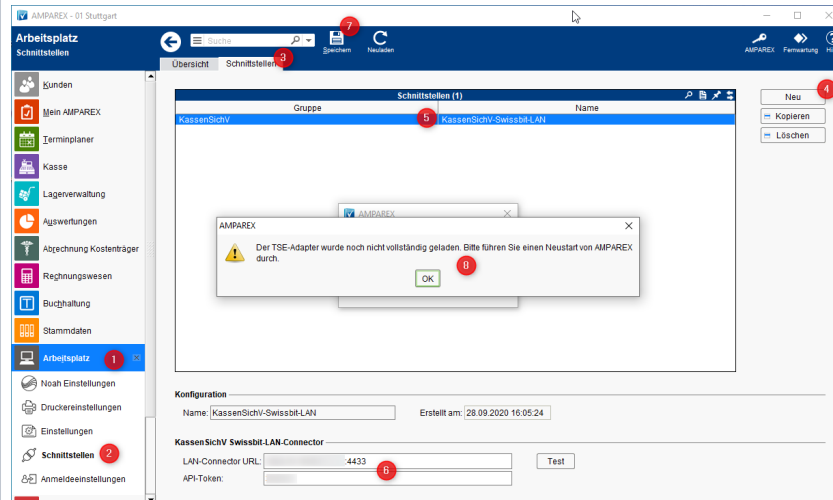 AMPAREX - 01 Stuttgart
Arbeitsplatz
Schnittstellen
Suche
Speichern
7
Neuladen
AMPAREX
Fernwartung
Übersicht
Schnittstellen
3
Kunden
Mein AMPAREX
Terminplaner
Kasse
Lagerverwaltung
Auswertungen
Abrechnung Kostenträger
Rechnungswesen
Buchhaltung
Stammdaten
Arbeitsplatz
1
Noah Einstellungen
Druckereinstellungen
Einstellungen
Schnittstellen
2
Anmeldeeinstellungen
Schnittstellen (1)
Gruppe
Name
KassenSichV
5
KassenSichV-Swissbit-LAN
Neu
4
Kopieren
Löschen
AMPAREX
AMPAREX
Der TSE-Adapter wurde noch nicht vollständig geladen. Bitte führen Sie einen Neustart von AMPAREX
durch.
8
OK
Konfiguration
Name: KassenSichV-Swissbit-LAN
Erstellt am: 28.09.2020 16:05:24
KassenSichV Swissbit-LAN-Connector
LAN-Connector URL: :4433
Test
6
API-Token: